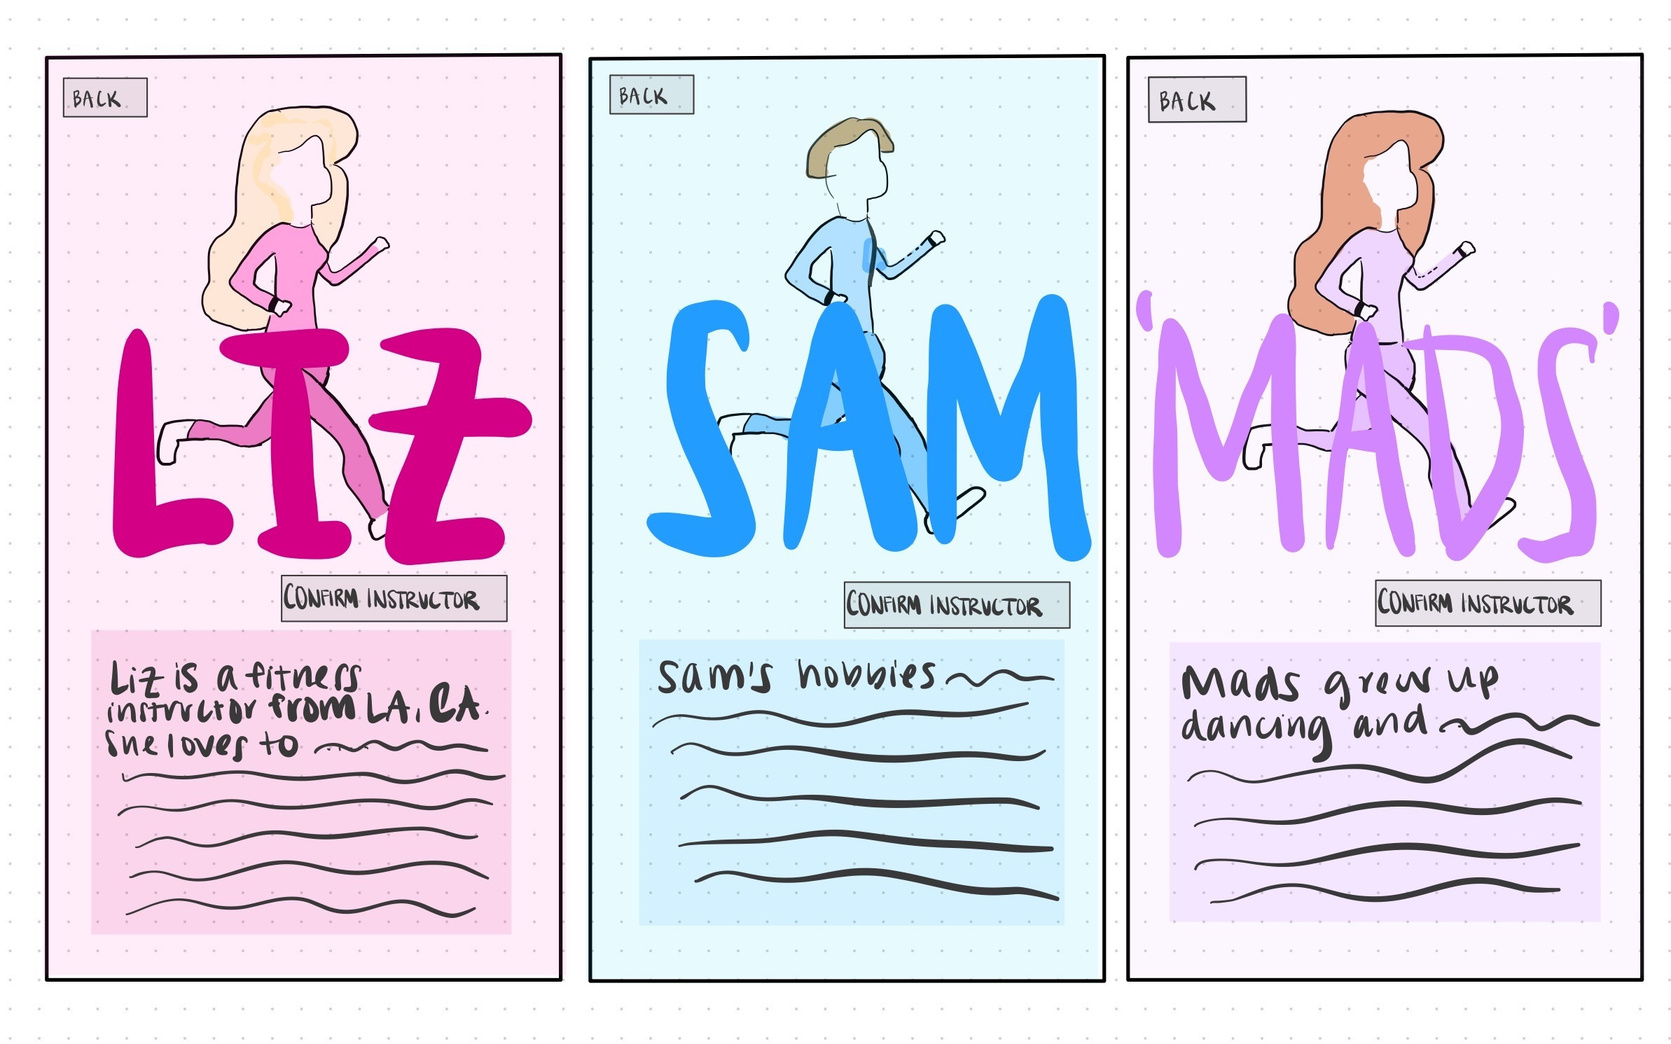 BACK
LIZ
CONFIRM INSTRUCTOR
Liz is a fitness
instructor from LA, CA.
She loves to
BACK
SAM
CONFIRM INSTRUCTOR
Sam's hobbies
BACK
'MADS'
CONFIRM INSTRUCTOR
Mads grew up
dancing and